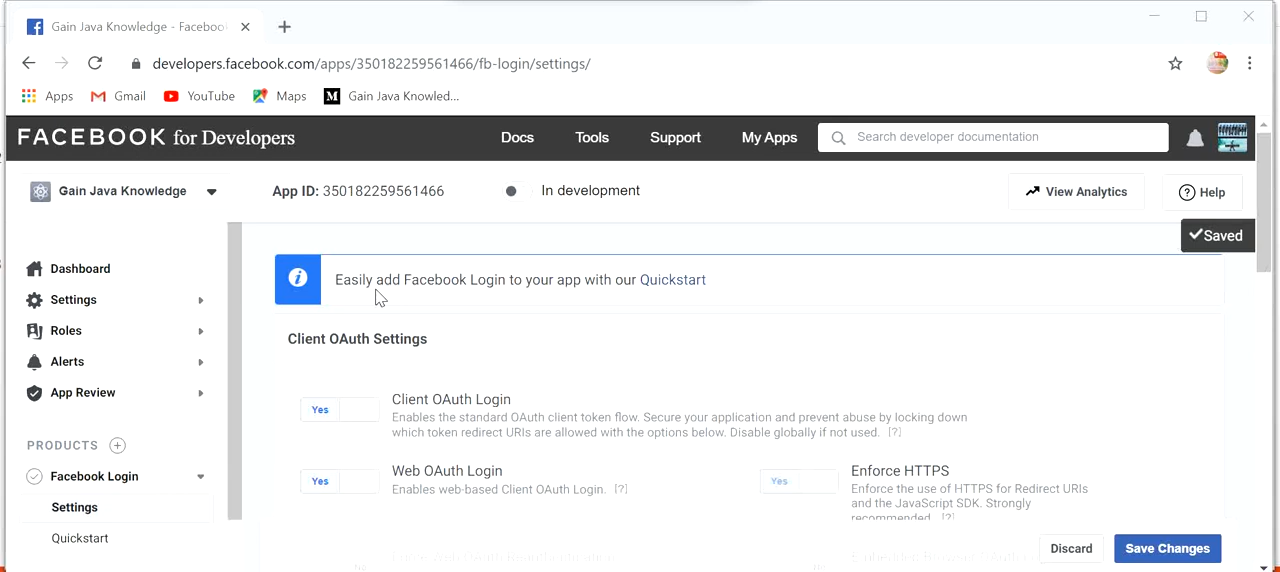 Gain Java Knowledge - Faceboo
developers.facebook.com/apps/350182259561466/fb-login/settings/
Apps Gmail YouTube Maps M Gain Java Knowled...
FACEBOOK for Developers Docs Tools Support My Apps Search developer documentation
Gain Java Knowledge App ID: 350182259561466 In development View Analytics ? Help
Saved
Dashboard
Settings
Roles
Alerts
App Review
PRODUCTS
Facebook Login
Settings
Quickstart
i Easily add Facebook Login to your app with our Quickstart
Client OAuth Settings
Yes Client OAuth Login
Enables the standard OAuth client token flow. Secure your application and prevent abuse by locking down
which token redirect URIs are allowed with the options below. Disable globally if not used. [?]
Yes Web OAuth Login
Enables web-based Client OAuth Login. [?]
Yes Enforce HTTPS
Enforce the use of HTTPS for Redirect URIs
and the JavaScript SDK. Strongly
recommended. [?]
Discard Save Changes